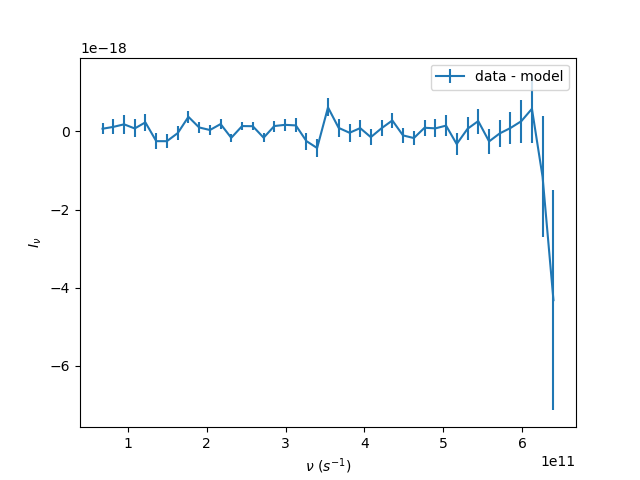 1e−18
data - model
0
−2
−4
−6
I_ν
1 2 3 4 5 6
1e11
ν (s⁻¹)